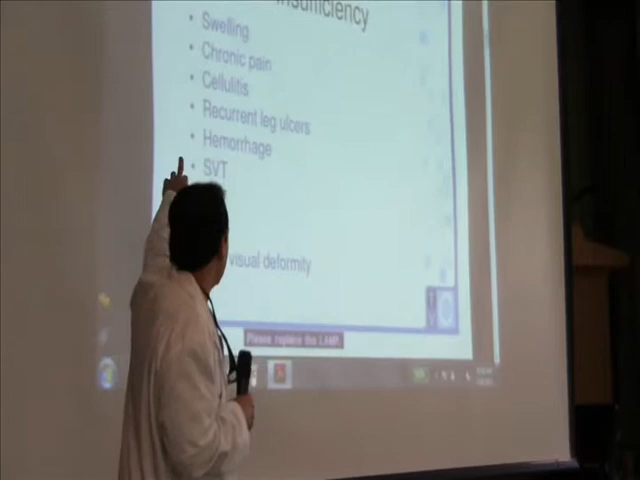 insufficiency
• Swelling
• Chronic pain
• Cellulitis
• Recurrent leg ulcers
• Hemorrhage
• SVT
visual deformity
Please replace the LAMP.